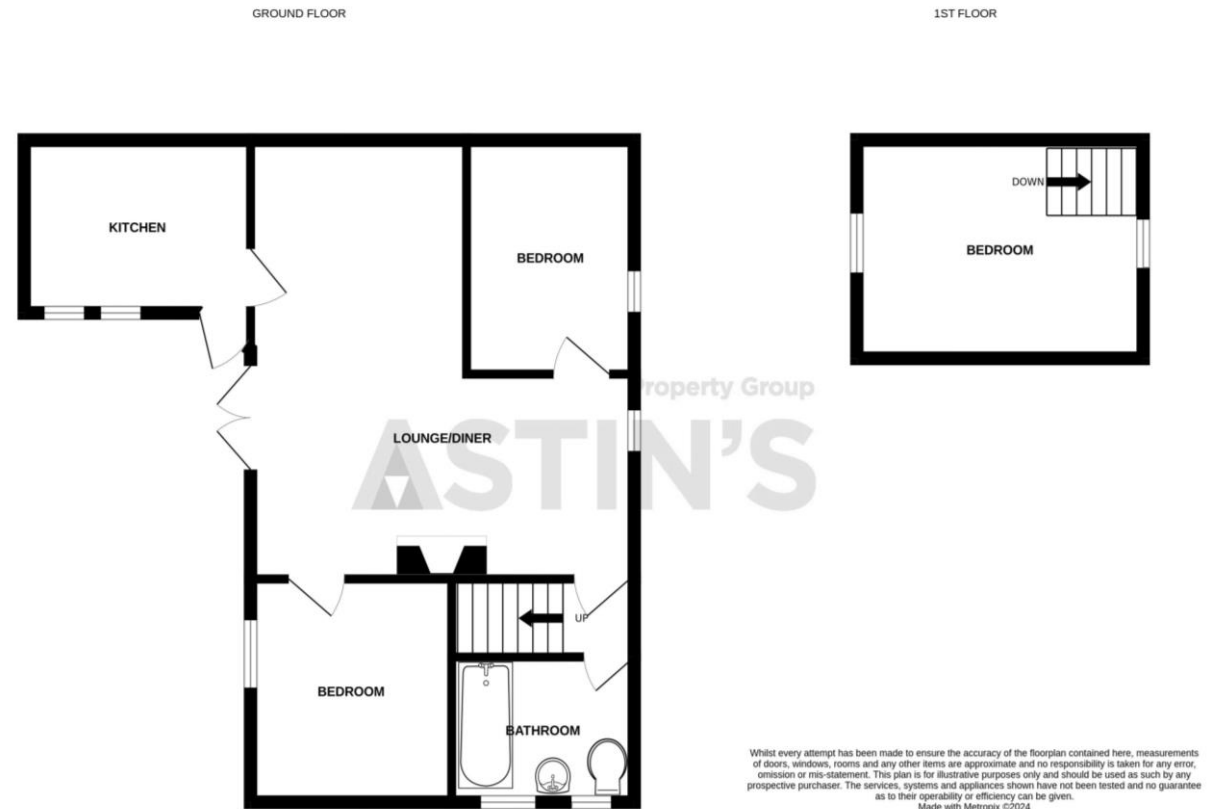 GROUND FLOOR
1ST FLOOR
KITCHEN
BEDROOM
DOWN
BEDROOM
Property Group
LOUNGE/DINER
ASTIN'S
UP
BEDROOM
BATHROOM
Whilst every attempt has been made to ensure the accuracy of the floorplan contained here, measurements
of doors, windows, rooms and any other items are approximate and no responsibility is taken for any error,
omission or mis-statement. This plan is for illustrative purposes only and should be used as such by any
prospective purchaser. The services, systems and appliances shown have not been tested and no guarantee
as to their operability or efficiency can be given.
Made with Metropix ©2024